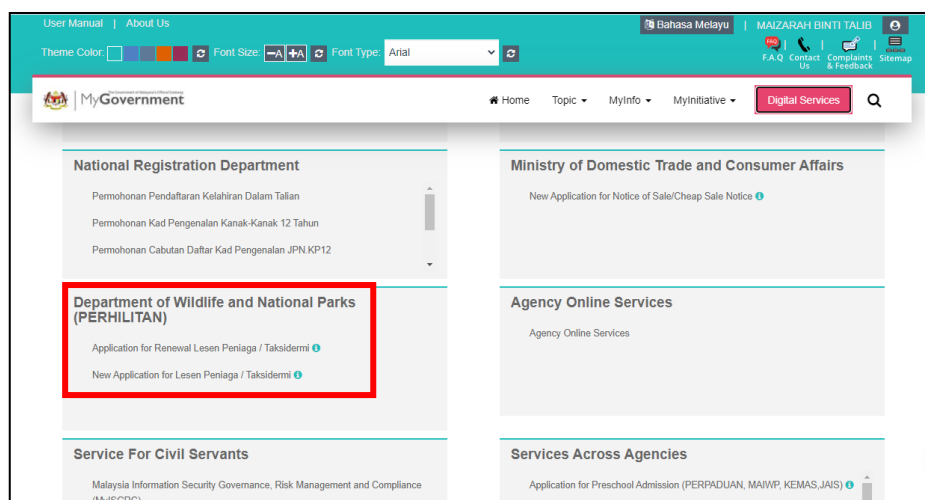 User Manual | About Us
Bahasa Melayu | MAIZARAH BINTI TALIB
Theme Color: Font Size: -A +A Font Type: Arial
FAQ
F.A.Q Contact Us Complaints & Feedback Sitemap
MyGovernment
Home Topic MyInfo MyInitiative Digital Services
National Registration Department
Permohonan Pendaftaran Kelahiran Dalam Talian
Permohonan Kad Pengenalan Kanak-Kanak 12 Tahun
Permohonan Cabutan Daftar Kad Pengenalan JPN.KP12
Ministry of Domestic Trade and Consumer Affairs
New Application for Notice of Sale/Cheap Sale Notice
Department of Wildlife and National Parks
(PERHILITAN)
Application for Renewal Lesen Peniaga / Taksidermi
New Application for Lesen Peniaga / Taksidermi
Agency Online Services
Agency Online Services
Service For Civil Servants
Malaysia Information Security Governance, Risk Management and Compliance
(MyISGRC)
Services Across Agencies
Application for Preschool Admission (PERPADUAN, MAIWP, KEMAS,JAIS)